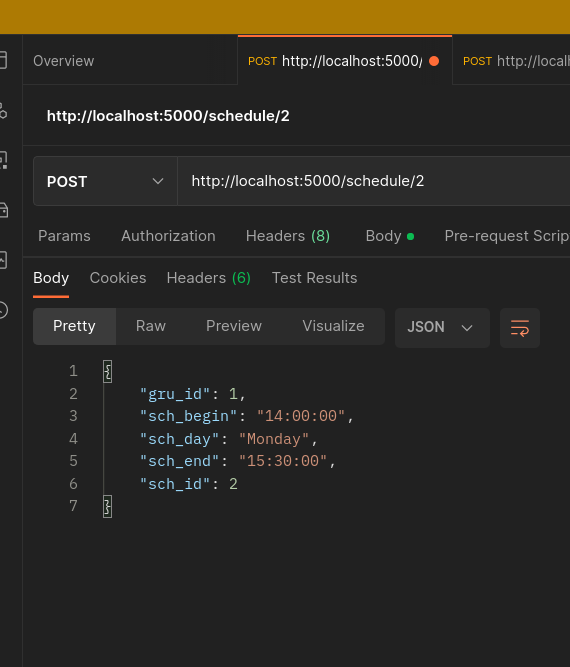 Overview POST http://localhost:5000/ POST http://local
http://localhost:5000/schedule/2
POST http://localhost:5000/schedule/2
Params Authorization Headers (8) Body Pre-request Scrip
Body Cookies Headers (6) Test Results
Pretty Raw Preview Visualize JSON
1 {
2 "gru_id": 1,
3 "sch_begin": "14:00:00",
4 "sch_day": "Monday",
5 "sch_end": "15:30:00",
6 "sch_id": 2
7 }